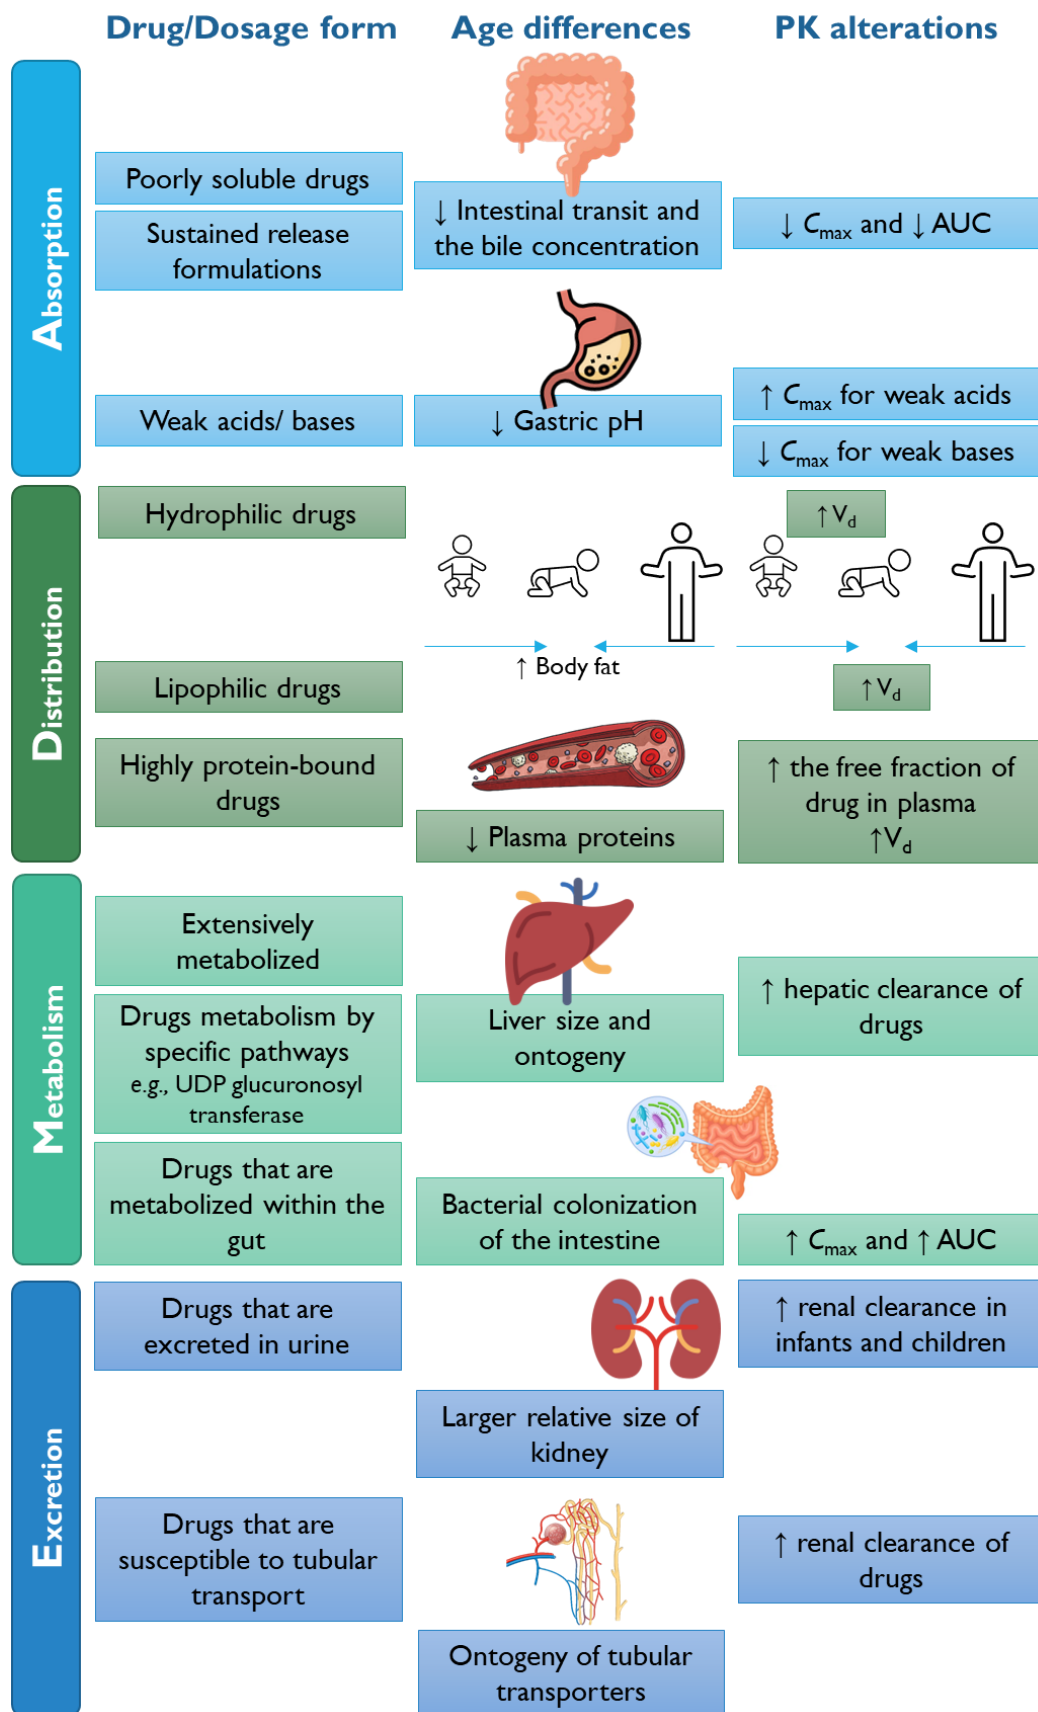 Drug/Dosage form
Age differences
PK alterations
Absorption
Poorly soluble drugs
Sustained release
formulations
↓ Intestinal transit and
the bile concentration
↓ Cmax and ↓ AUC
Weak acids/ bases
↓ Gastric pH
↑ Cmax for weak acids
↓ Cmax for weak bases
Distribution
Hydrophilic drugs
↑ Vd
↑ Body fat
Lipophilic drugs
↑ Vd
Highly protein-bound
drugs
↓ Plasma proteins
↑ the free fraction of
drug in plasma
↑Vd
Metabolism
Extensively
metabolized
Drugs metabolism by
specific pathways
e.g., UDP glucuronosyl
transferase
Liver size and
ontogeny
↑ hepatic clearance of
drugs
Drugs that are
metabolized within the
gut
Bacterial colonization
of the intestine
↑ Cmax and ↑ AUC
Excretion
Drugs that are
excreted in urine
Larger relative size of
kidney
↑ renal clearance in
infants and children
Drugs that are
susceptible to tubular
transport
Ontogeny of tubular
transporters
↑ renal clearance of
drugs